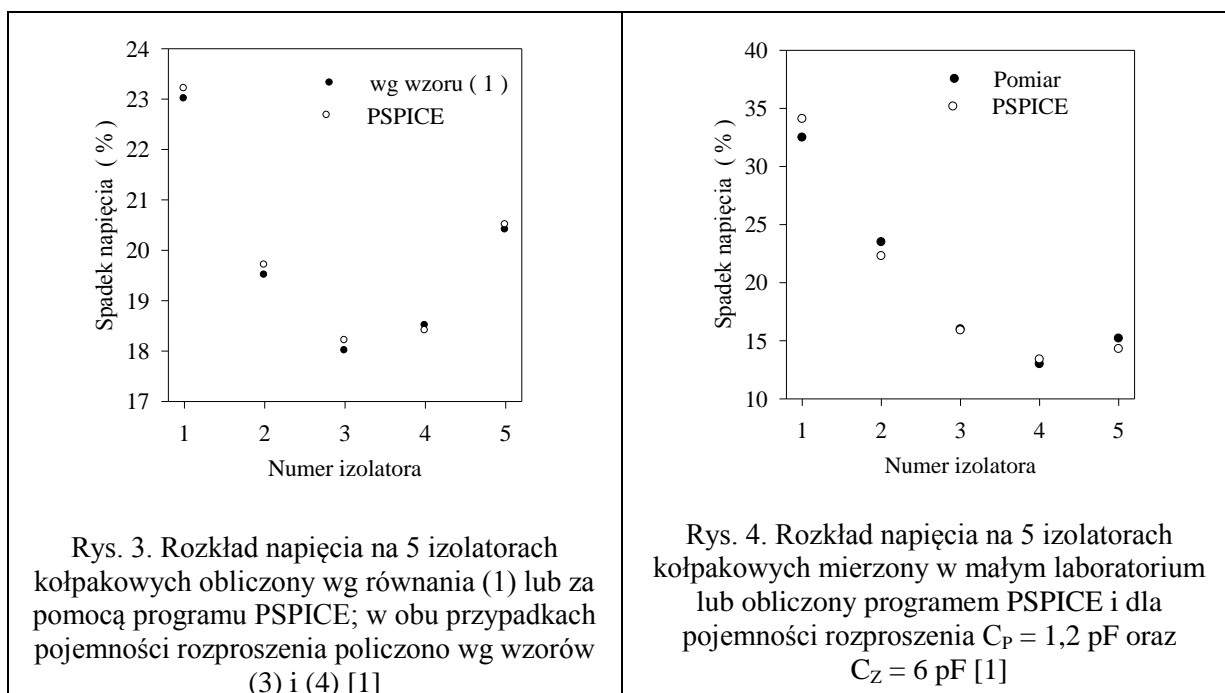 24
23
22
21
20
19
18
17
Spadek napięcia ( % )
wg wzoru ( 1 )
PSPICE
1 2 3 4 5
Numer izolatora
Rys. 3. Rozkład napięcia na 5 izolatorach
kołpakowych obliczony wg równania (1) lub za
pomocą programu PSPICE; w obu przypadkach
pojemności rozproszenia policzono wg wzorów
(3) i (4) [1]
40
35
30
25
20
15
10
Spadek napięcia ( % )
Pomiar
PSPICE
1 2 3 4 5
Numer izolatora
Rys. 4. Rozkład napięcia na 5 izolatorach
kołpakowych mierzony w małym laboratorium
lub obliczony programem PSPICE i dla
pojemności rozproszenia C_P = 1,2 pF oraz
C_Z = 6 pF [1]